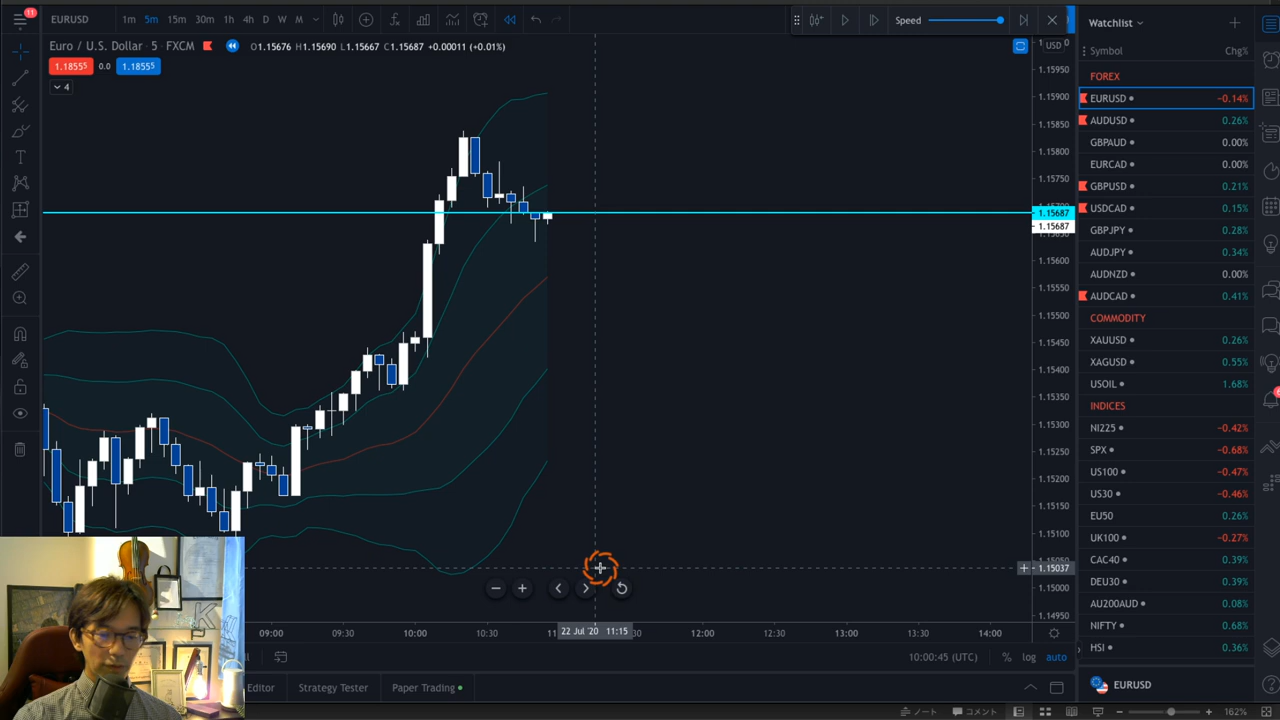 11
EURUSD
1m 5m 15m 30m 1h 4h D W M
Speed
USD
Watchlist
Symbol Chg%
Euro / U.S. Dollar · 5 · FXCM
O1.15676 H1.15690 L1.15667 C1.15687 +0.00011 (+0.01%)
1.18555 0.0 1.18555
4
1.15950
1.15900
1.15850
1.15800
1.15750
1.15687
1.15687
1.15600
1.15550
1.15500
1.15450
1.15400
1.15350
1.15300
1.15250
1.15200
1.15150
1.15100
1.15037
1.15000
1.14950
FOREX
EURUSD −0.14%
AUDUSD 0.26%
GBPAUD 0.00%
EURCAD 0.00%
GBPUSD 0.21%
USDCAD 0.15%
GBPJPY 0.28%
AUDJPY 0.34%
AUDNZD 0.00%
AUDCAD 0.41%
COMMODITY
XAUUSD 0.26%
XAGUSD 0.55%
USOIL 1.68%
INDICES
NI225 −0.42%
SPX −0.68%
US100 −0.47%
US30 −0.46%
EU50 0.26%
UK100 −0.27%
CAC40 0.39%
DEU30 0.39%
AU200AUD 0.08%
NIFTY 0.68%
HSI 0.36%
09:00 09:30 10:00 10:30 22 Jul '20 11:15 12:00 12:30 13:00 13:30 14:00
10:00:45 (UTC) % log auto
Editor Strategy Tester Paper Trading
EURUSD
ノート コメント 162%